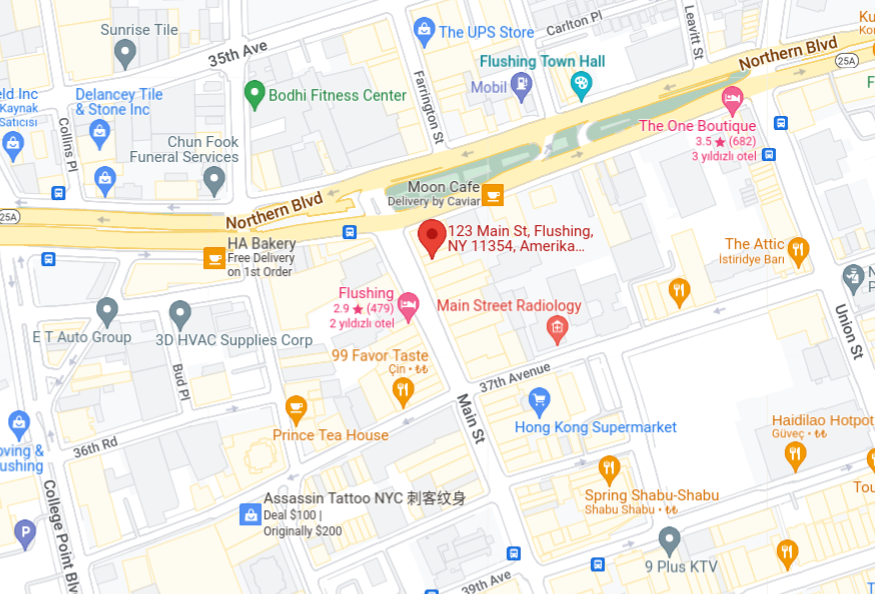 Sunrise Tile
35th Ave
The UPS Store
Carlton Pl
Leavitt St
Northern Blvd
25A
Flushing Town Hall
Mobil
Farrington St
Bodhi Fitness Center
Delancey Tile
& Stone Inc
eld Inc
Kaynak
Satıcısı
Collins Pl
Chun Fook
Funeral Services
The One Boutique
3.5 ★ (682)
3 yıldızlı otel
Moon Cafe
Delivery by Caviar
Northern Blvd
25A
123 Main St, Flushing,
NY 11354, Amerika...
HA Bakery
Free Delivery
on 1st Order
The Attic
İstiridye Barı
Flushing
2.9 ★ (479)
2 yıldızlı otel
Main Street Radiology
E T Auto Group
3D HVAC Supplies Corp
Union St
99 Favor Taste
Çin • ₺₺
37th Avenue
Bud Pl
Main St
Prince Tea House
Hong Kong Supermarket
Haidilao Hotpot
Güveç • ₺₺
36th Rd
oving &
ushing
College Point Blv
Assassin Tattoo NYC 刺客纹身
Deal $100 |
Originally $200
Spring Shabu-Shabu
Shabu Shabu • ₺₺
Tou
P
9 Plus KTV
39th Ave